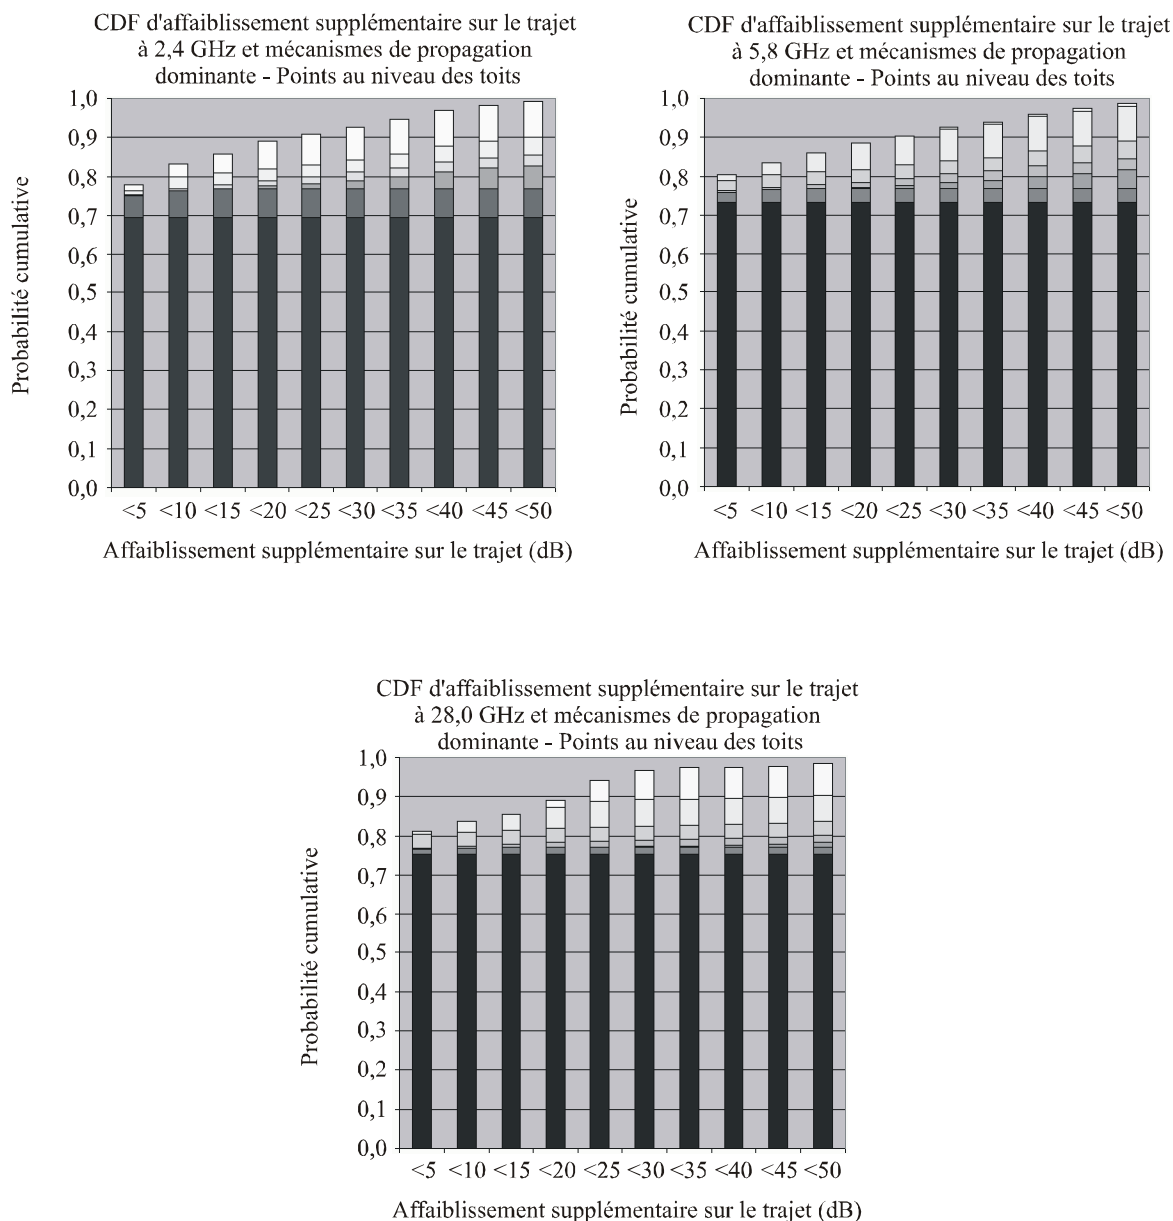 CDF d'affaiblissement supplémentaire sur le trajet
à 2,4 GHz et mécanismes de propagation
dominante - Points au niveau des toits
1,0
0,9
0,8
0,7
0,6
0,5
0,4
0,3
0,2
0,1
0,0
Probabilité cumulative
<5 <10 <15 <20 <25 <30 <35 <40 <45 <50
Affaiblissement supplémentaire sur le trajet (dB)
CDF d'affaiblissement supplémentaire sur le trajet
à 5,8 GHz et mécanismes de propagation
dominante - Points au niveau des toits
1,0
0,9
0,8
0,7
0,6
0,5
0,4
0,3
0,2
0,1
0,0
Probabilité cumulative
<5 <10 <15 <20 <25 <30 <35 <40 <45 <50
Affaiblissement supplémentaire sur le trajet (dB)
CDF d'affaiblissement supplémentaire sur le trajet
à 28,0 GHz et mécanismes de propagation
dominante - Points au niveau des toits
1,0
0,9
0,8
0,7
0,6
0,5
0,4
0,3
0,2
0,1
0,0
Probabilité cumulative
<5 <10 <15 <20 <25 <30 <35 <40 <45 <50
Affaiblissement supplémentaire sur le trajet (dB)